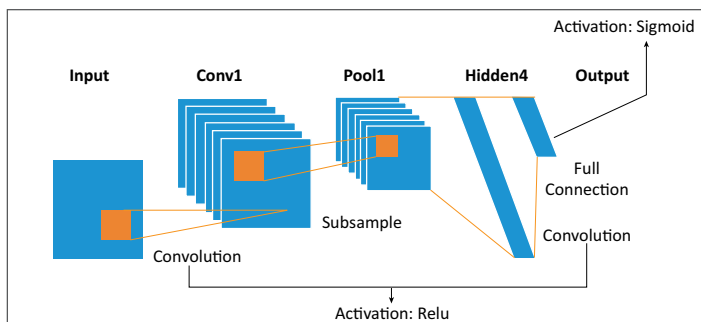 Activation: Sigmoid
Input
Conv1
Pool1
Hidden4
Output
Full
Connection
Subsample
Convolution
Convolution
Activation: Relu